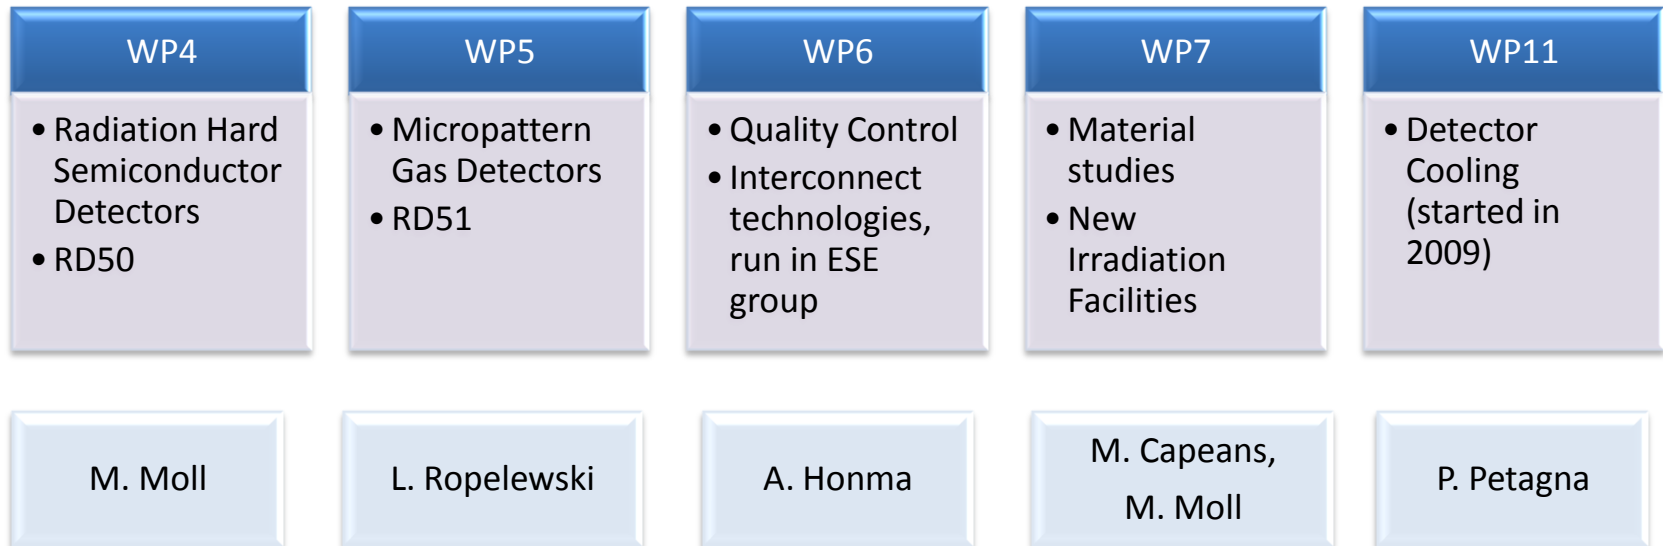 WP4
• Radiation Hard
Semiconductor
Detectors
• RD50
WP5
• Micropattern
Gas Detectors
• RD51
WP6
• Quality Control
• Interconnect
technologies,
run in ESE
group
WP7
• Material
studies
• New
Irradiation
Facilities
WP11
• Detector
Cooling
(started in
2009)
M. Moll
L. Ropelewski
A. Honma
M. Capeans,
M. Moll
P. Petagna